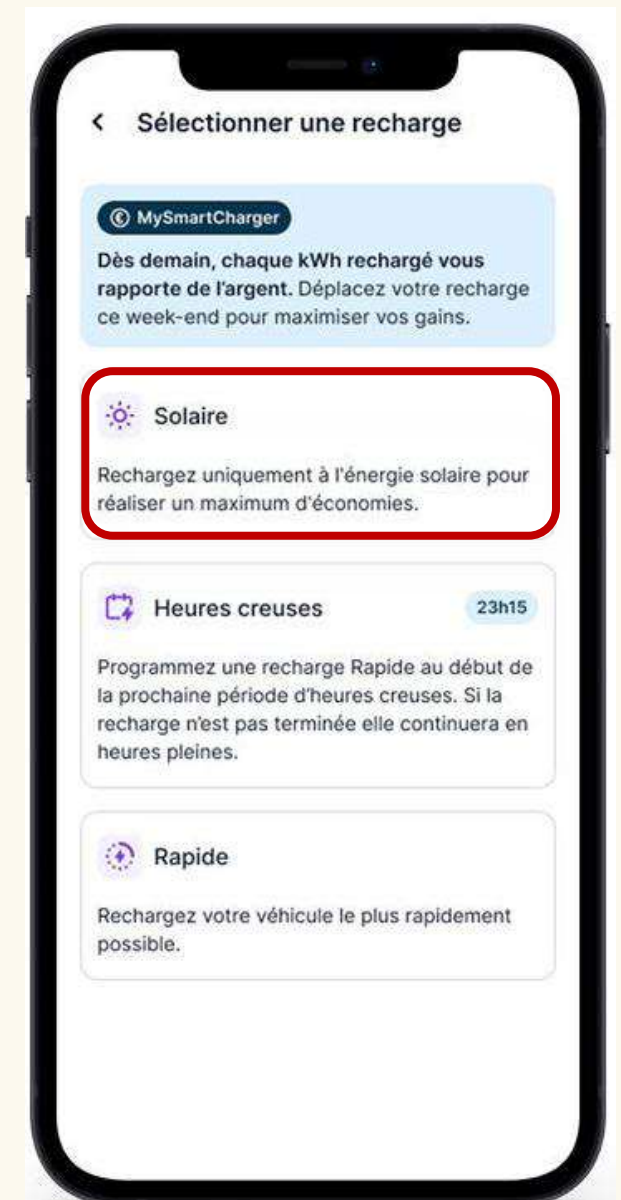 Sélectionner une recharge
MySmartCharger
Dès demain, chaque kWh rechargé vous
rapporte de l'argent. Déplacez votre recharge
ce week-end pour maximiser vos gains.
Solaire
Rechargez uniquement à l'énergie solaire pour
réaliser un maximum d'économies.
Heures creuses
23h15
Programmez une recharge Rapide au début de
la prochaine période d'heures creuses. Si la
recharge n'est pas terminée elle continuera en
heures pleines.
Rapide
Rechargez votre véhicule le plus rapidement
possible.